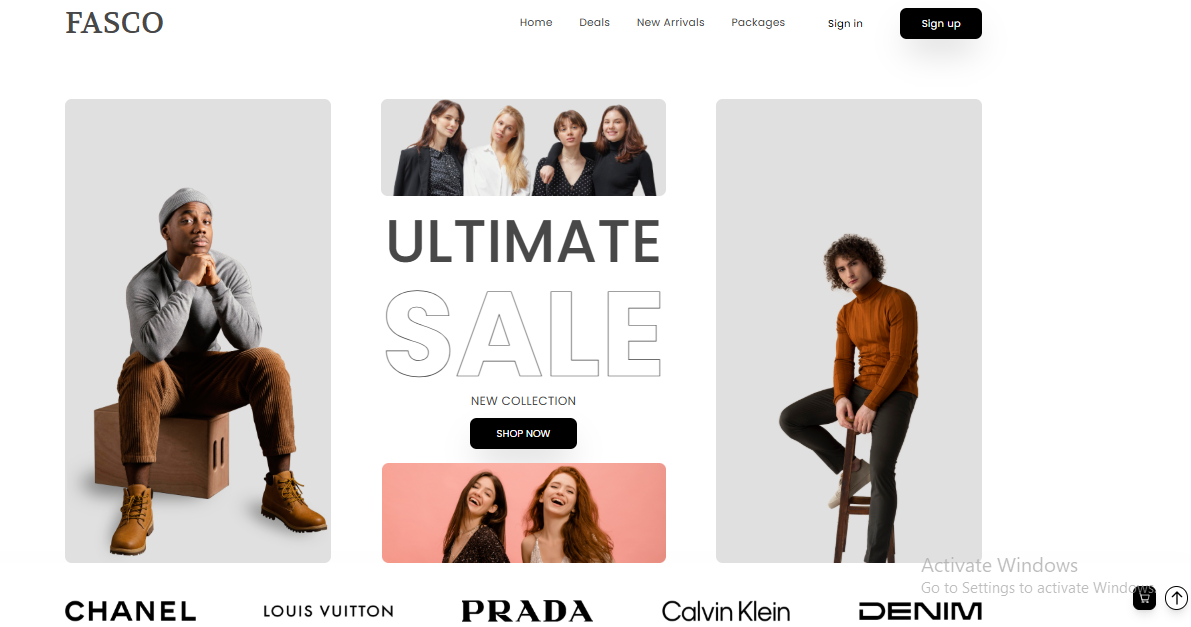 FASCO
Home Deals New Arrivals Packages Sign in Sign up
ULTIMATE
SALE
NEW COLLECTION
SHOP NOW
Activate Windows
Go to Settings to activate Windows.
CHANEL LOUIS VUITTON PRADA Calvin Klein DENIM